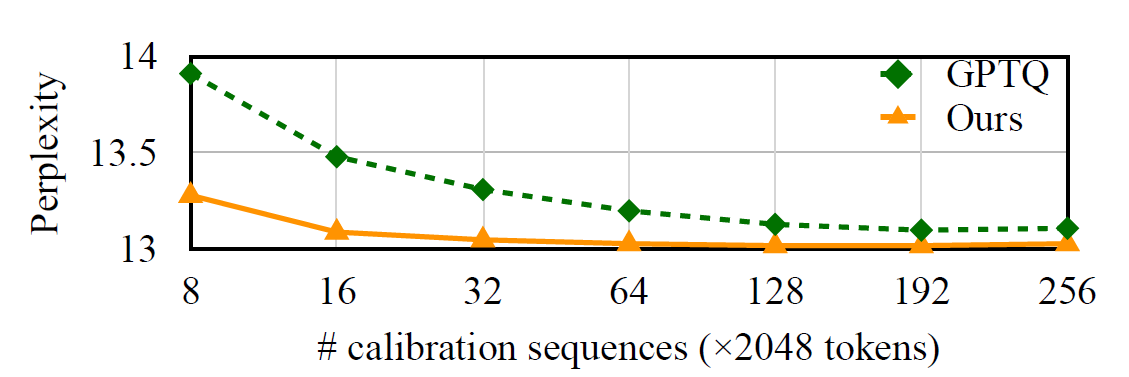 14
13.5
13
Perplexity
GPTQ
Ours
8 16 32 64 128 192 256
# calibration sequences (×2048 tokens)